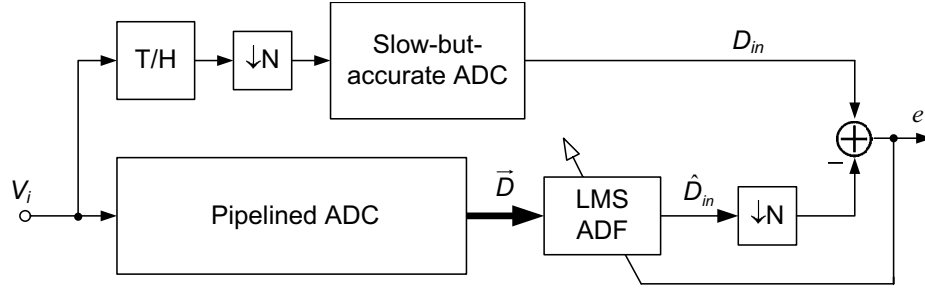 T/H
↓N
Slow-but-
accurate ADC
D_in
e
+
−
V_i
Pipelined ADC
D⃗
LMS
ADF
D̂_in
↓N